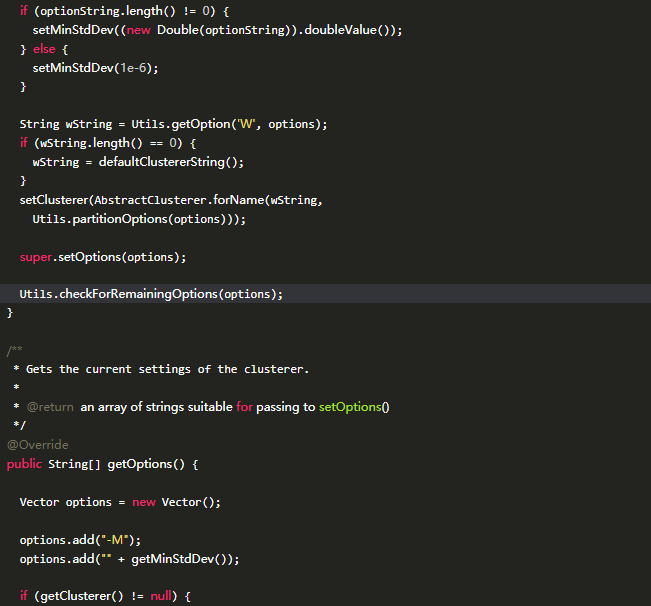 if (optionString.length() != 0) {
setMinStdDev((new Double(optionString)).doubleValue());
} else {
setMinStdDev(1e-6);
}
String wString = Utils.getOption('W', options);
if (wString.length() == 0) {
wString = defaultClustererString();
}
setClusterer(AbstractClusterer.forName(wString,
Utils.partitionOptions(options)));
super.setOptions(options);
Utils.checkForRemainingOptions(options);
}
/**
* Gets the current settings of the clusterer.
*
* @return an array of strings suitable for passing to setOptions()
*/
@Override
public String[] getOptions() {
Vector options = new Vector();
options.add("-M");
options.add("" + getMinStdDev());
if (getClusterer() != null) {